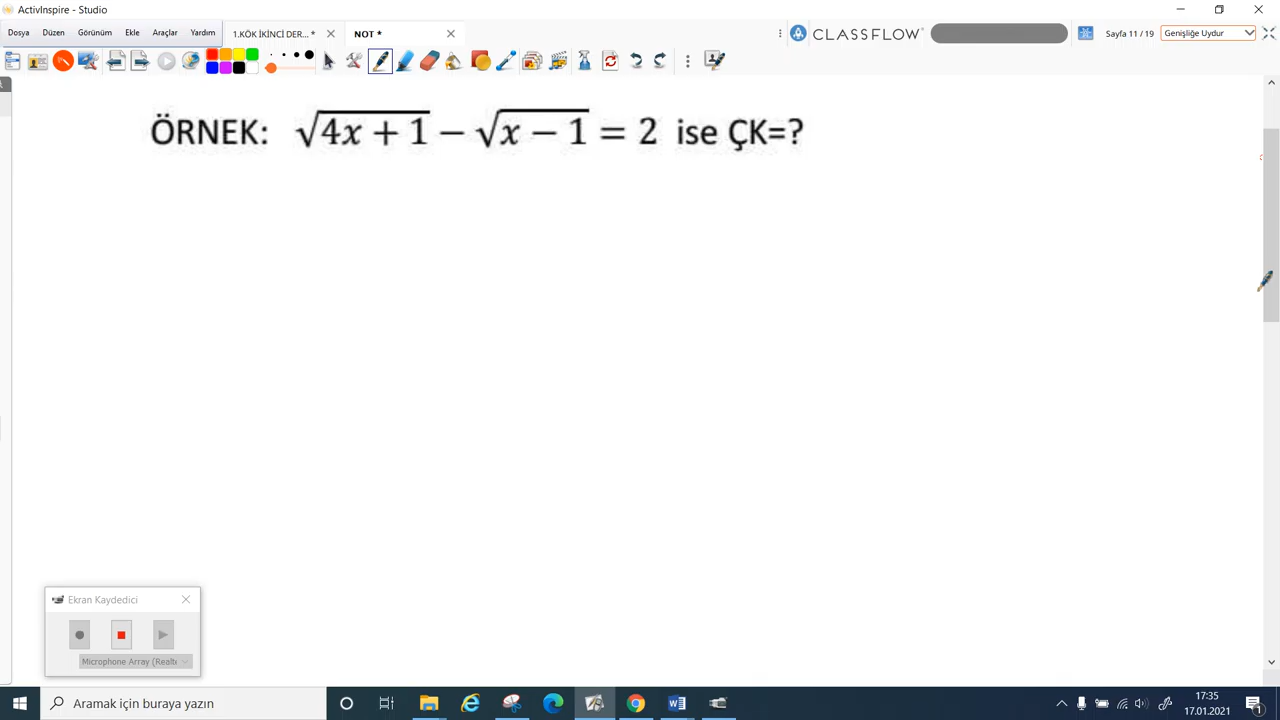 ActivInspire - Studio
Dosya Düzen Görünüm Ekle Araçlar Yardım
1.KÖK İKİNCİ DER... *
NOT *
CLASSFLOW
Sayfa 11 / 19
Genişliğe Uydur
ÖRNEK: √(4x + 1) − √(x − 1) = 2 ise ÇK=?
Ekran Kaydedici
Microphone Array (Realte
Aramak için buraya yazın
17:35
17.01.2021
1